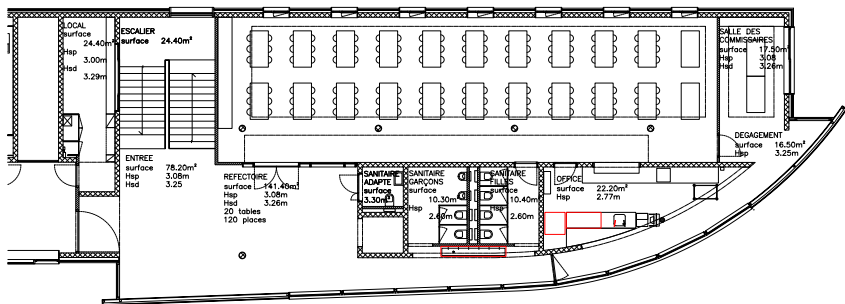 LOCAL
surface
24.40m²
Hsp
3.00m
Hsd
3.29m
ESCALIER
surface 24.40m²
SALLE DES
COMMISSAIRES
surface 17.50m²
Hsp 3.08
Hsd 3.26m
DEGAGEMENT
surface 16.50m²
Hsp 3.25m
ENTREE
surface 78.20m²
Hsp 3.08m
Hsd 3.25
REFECTOIRE
surface 141.40m²
Hsp 3.08m
Hsd 3.26m
20 tables
120 places
SANITAIRE
ADAPTE
surface
3.30m²
SANITAIRE
GARÇONS
surface
10.30m²
Hsp
2.60m
SANITAIRE
FILLES
surface
10.40m²
Hsp
2.60m
OFFICE
surface 22.20m²
Hsp 2.77m